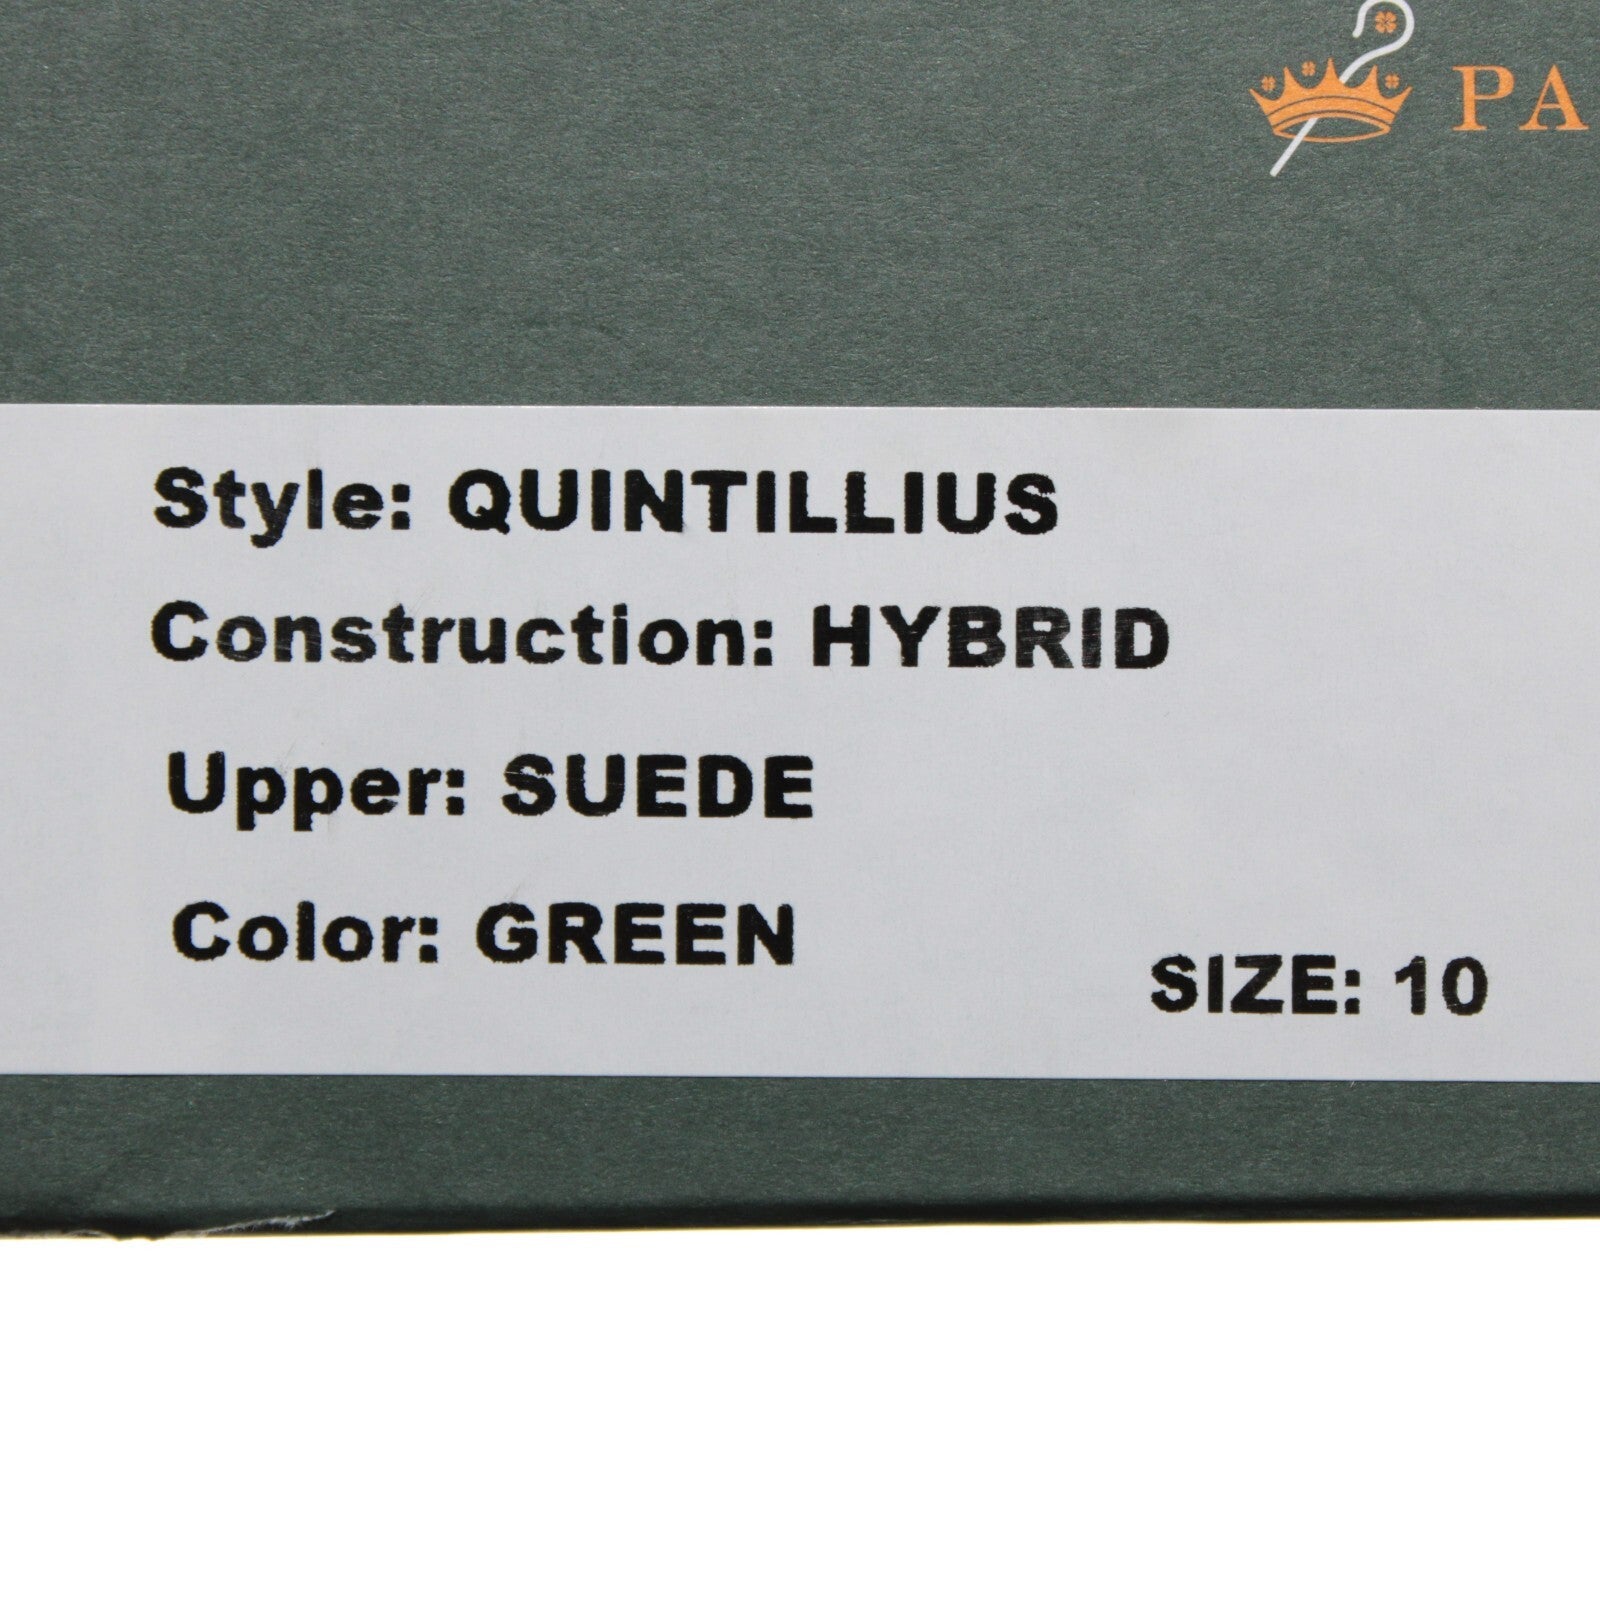 PA
Style: QUINTILLIUS
Construction: HYBRID
Upper: SUEDE
Color: GREEN
SIZE: 10